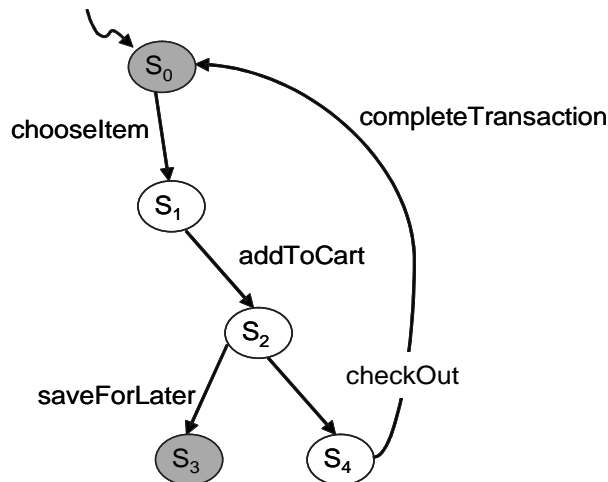 S0
chooseItem
completeTransaction
S1
addToCart
S2
checkOut
saveForLater
S3
S4